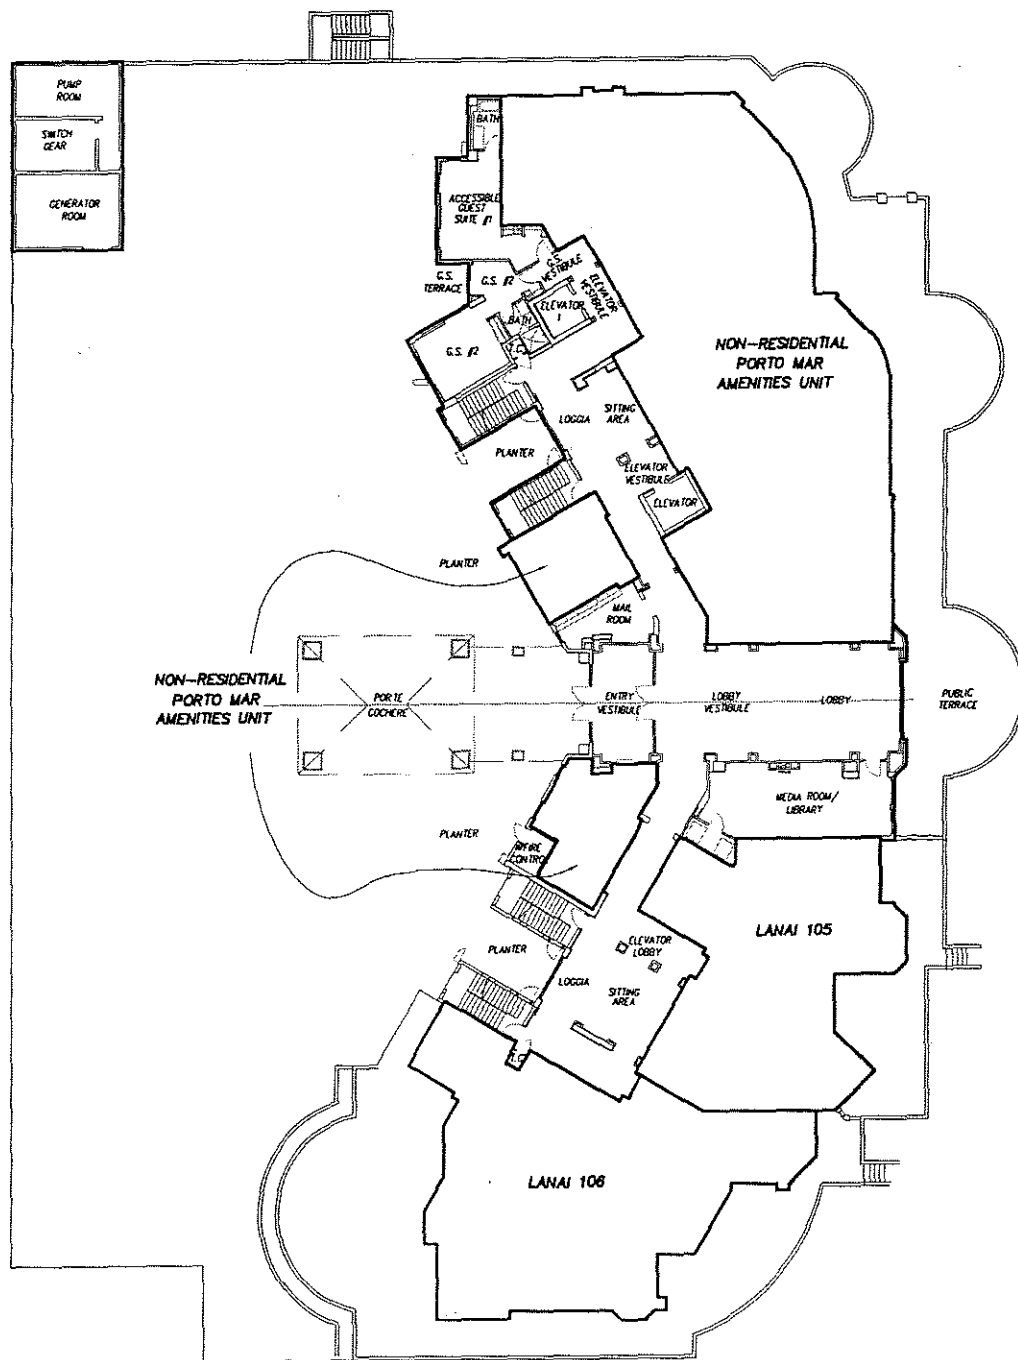 PUMP
ROOM
SWITCH
GEAR
GENERATOR
ROOM
BATH
ACCESSIBLE
GUEST
SUITE #1
G.S.
TERRACE
G.S. #2
G.S.
VESTIBULE
ELEVATOR
VESTIBULE
ELEVATOR
1
BATH
G.S. #2
T.C.
NON-RESIDENTIAL
PORTO MAR
AMENITIES UNIT
LOGGIA
SITTING
AREA
PLANTER
ELEVATOR
VESTIBULE
ELEVATOR
PLANTER
MAIL
ROOM
NON-RESIDENTIAL
PORTO MAR
AMENITIES UNIT
PORTE
COCHERE
ENTRY
VESTIBULE
LOBBY
VESTIBULE
LOBBY
PUBLIC
TERRACE
MEDIA ROOM/
LIBRARY
PLANTER
FIRE
CONTROL
LANAI 105
PLANTER
ELEVATOR
LOBBY
LOGGIA
SITTING
AREA
LANAI 106